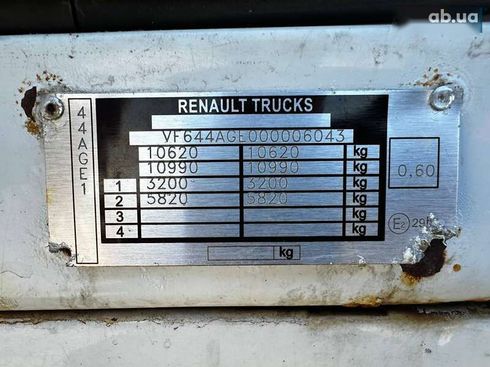 ab.ua
RENAULT TRUCKS
VF644AGE000006043
44AGE1
10620 10620 kg
10990 10990 kg
1 3200 3200 kg
2 5820 5820 kg
3 kg
4 kg
kg
0,60
E2